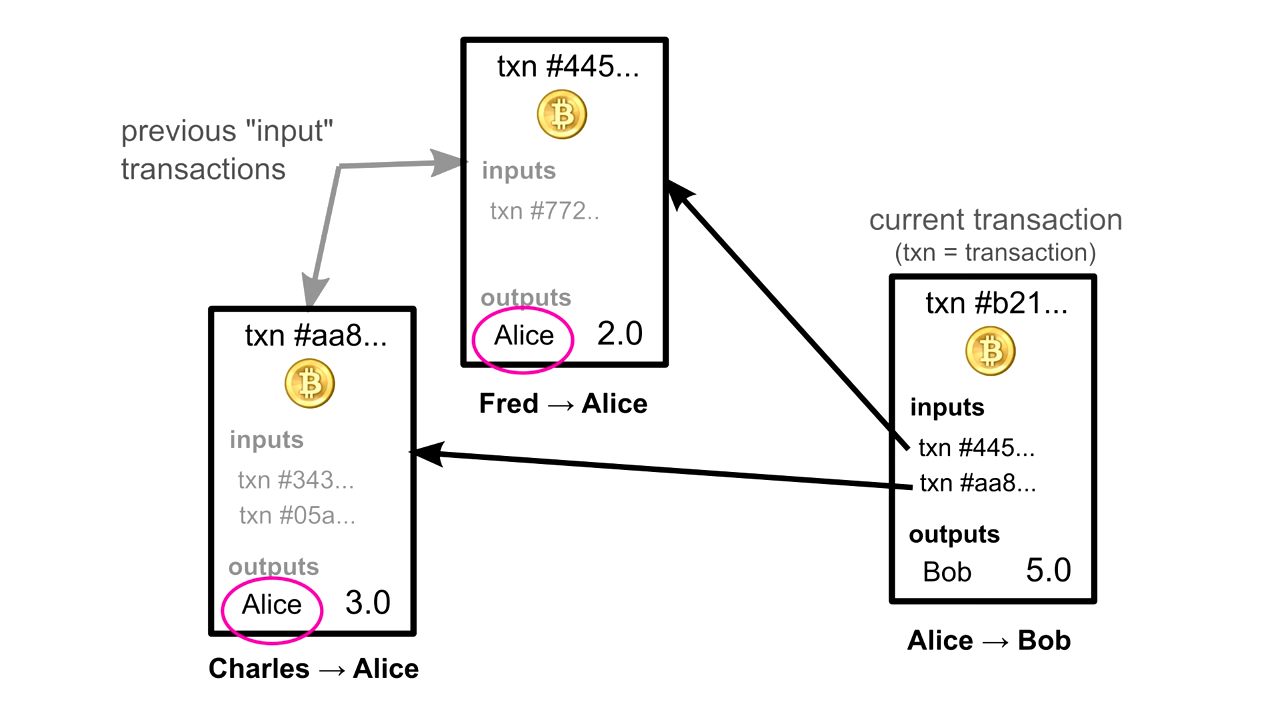 previous "input"
transactions
txn #445...
inputs
txn #772..
outputs
Alice 2.0
Fred → Alice
txn #aa8...
inputs
txn #343...
txn #05a...
outputs
Alice 3.0
Charles → Alice
current transaction
(txn = transaction)
txn #b21...
inputs
txn #445...
txn #aa8...
outputs
Bob 5.0
Alice → Bob